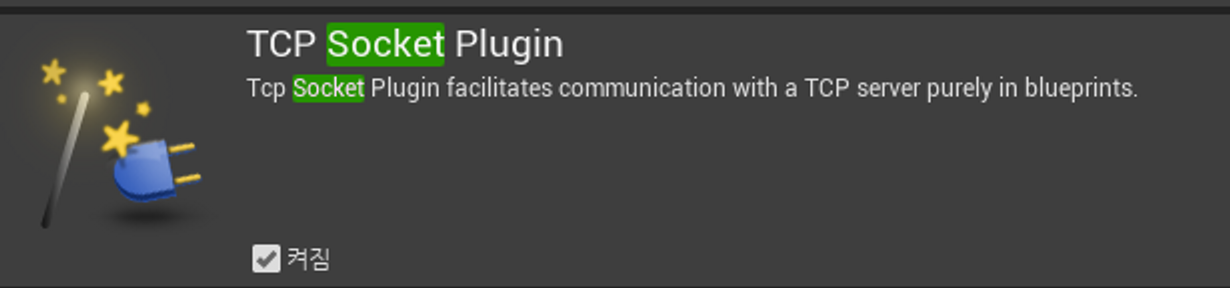 TCP Socket Plugin
Tcp Socket Plugin facilitates communication with a TCP server purely in blueprints.
켜짐